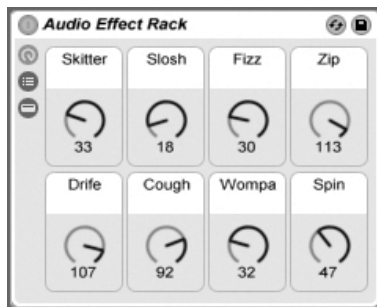 Audio Effect Rack
Skitter Slosh Fizz Zip
33 18 30 113
Drife Cough Wompa Spin
107 92 32 47